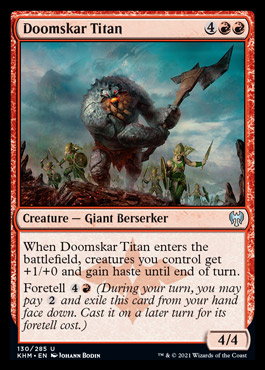 Doomskar Titan 4
Creature — Giant Berserker
When Doomskar Titan enters the
battlefield, creatures you control get
+1/+0 and gain haste until end of turn.
Foretell 4 (During your turn, you may
pay 2 and exile this card from your hand
face down. Cast it on a later turn for its
foretell cost.)
4/4
130/285 U
KHM • EN Johann Bodin ™ & © 2021 Wizards of the Coast